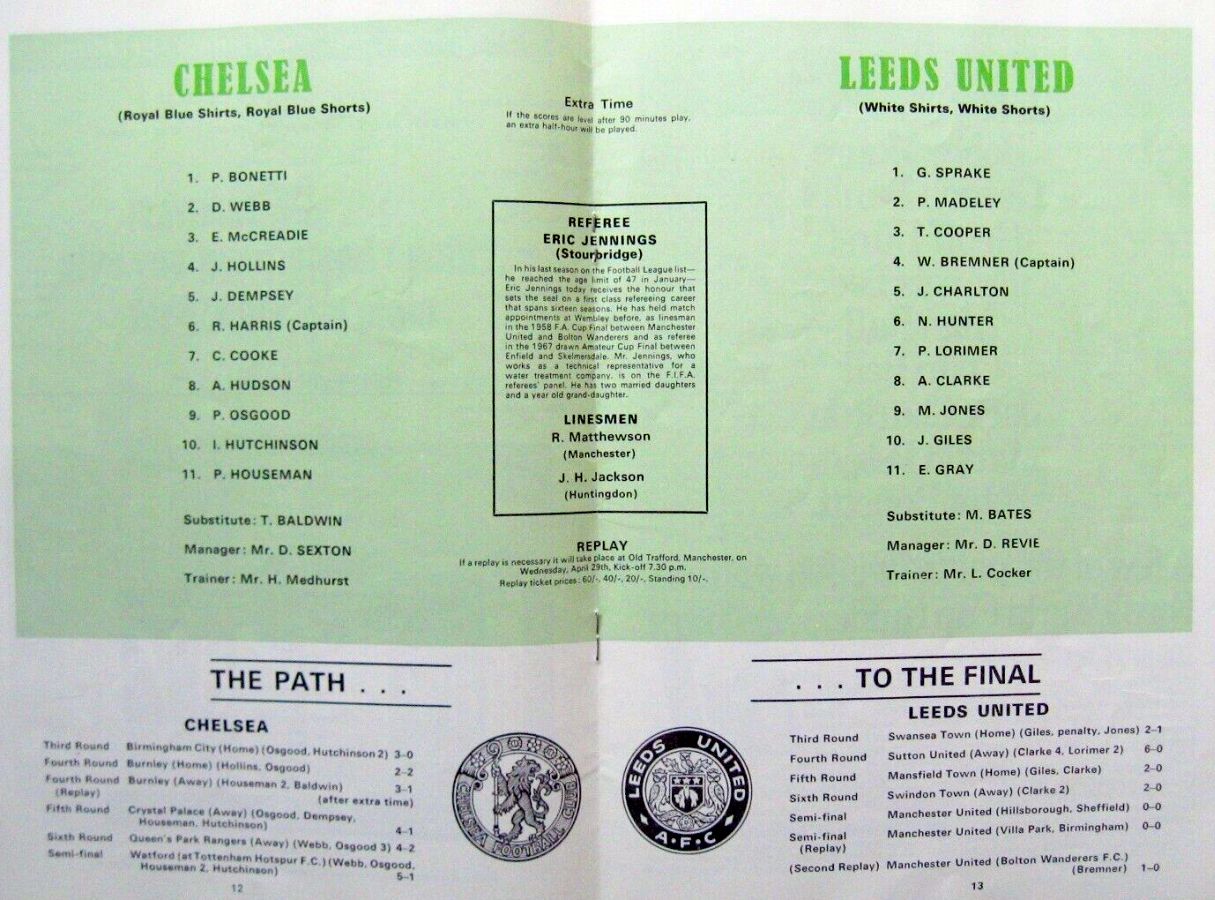 CHELSEA
(Royal Blue Shirts, Royal Blue Shorts)
1. P. BONETTI
2. D. WEBB
3. E. McCREADIE
4. J. HOLLINS
5. J. DEMPSEY
6. R. HARRIS (Captain)
7. C. COOKE
8. A. HUDSON
9. P. OSGOOD
10. I. HUTCHINSON
11. P. HOUSEMAN
Substitute: T. BALDWIN
Manager: Mr. D. SEXTON
Trainer: Mr. H. Medhurst
Extra Time
If the scores are level after 90 minutes play,
an extra half-hour will be played.
REFEREE
ERIC JENNINGS
(Stourbridge)
In his last season on the Football League list—
he reached the age limit of 47 in January—
Eric Jennings today receives the honour that
sets the seal on a first class refereeing career
that spans sixteen seasons. He has held match
appointments at Wembley before, as linesman
in the 1958 F.A. Cup Final between Manchester
United and Bolton Wanderers and as referee
in the 1967 drawn Amateur Cup Final between
Enfield and Skelmersdale. Mr. Jennings, who
works as a technical representative for a
water treatment company, is on the F.I.F.A.
referees' panel. He has two married daughters
and a year old grand-daughter.
LINESMEN
R. Matthewson
(Manchester)
J. H. Jackson
(Huntingdon)
REPLAY
If a replay is necessary it will take place at Old Trafford, Manchester, on
Wednesday, April 29th, Kick-off 7.30 p.m.
Replay ticket prices: 60/-, 40/-, 20/-, Standing 10/-.
LEEDS UNITED
(White Shirts, White Shorts)
1. G. SPRAKE
2. P. MADELEY
3. T. COOPER
4. W. BREMNER (Captain)
5. J. CHARLTON
6. N. HUNTER
7. P. LORIMER
8. A. CLARKE
9. M. JONES
10. J. GILES
11. E. GRAY
Substitute: M. BATES
Manager: Mr. D. REVIE
Trainer: Mr. L. Cocker
THE PATH . . .
CHELSEA
Third Round Birmingham City (Home) (Osgood, Hutchinson 2) 3–0
Fourth Round Burnley (Home) (Hollins, Osgood) 2–2
Fourth Round Burnley (Away) (Houseman 2, Baldwin) 3–1
(Replay) (after extra time)
Fifth Round Crystal Palace (Away) (Osgood, Dempsey,
Houseman, Hutchinson) 4–1
Sixth Round Queen's Park Rangers (Away) (Webb, Osgood 3) 4–2
Semi-final Watford (at Tottenham Hotspur F.C.) (Webb, Osgood,
Houseman 2, Hutchinson) 5–1
12
CHELSEA FOOTBALL CLUB
. . . TO THE FINAL
LEEDS UNITED
Third Round Swansea Town (Home) (Giles, penalty, Jones) 2–1
Fourth Round Sutton United (Away) (Clarke 4, Lorimer 2) 6–0
Fifth Round Mansfield Town (Home) (Giles, Clarke) 2–0
Sixth Round Swindon Town (Away) (Clarke 2) 2–0
Semi-final Manchester United (Hillsborough, Sheffield) 0–0
Semi-final Manchester United (Villa Park, Birmingham) 0–0
(Replay)
(Second Replay) Manchester United (Bolton Wanderers F.C.)
(Bremner) 1–0
13
LEEDS UNITED
A.F.C